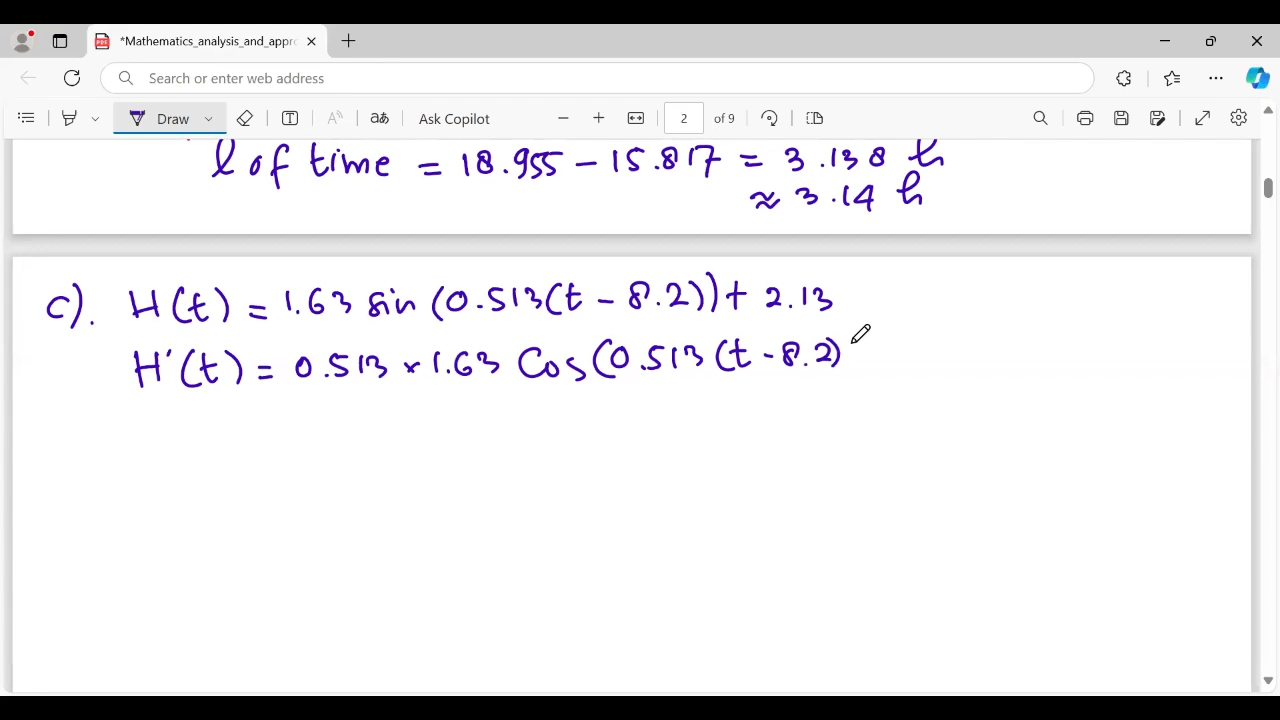 *Mathematics_analysis_and_appr
Search or enter web address
Draw
aあ
Ask Copilot
2 of 9
l of time = 18.955 - 15.817 = 3.138 h
≈ 3.14 h
c). H(t) = 1.63 sin (0.513(t - 8.2)) + 2.13
H'(t) = 0.513 × 1.63 Cos(0.513 (t - 8.2)